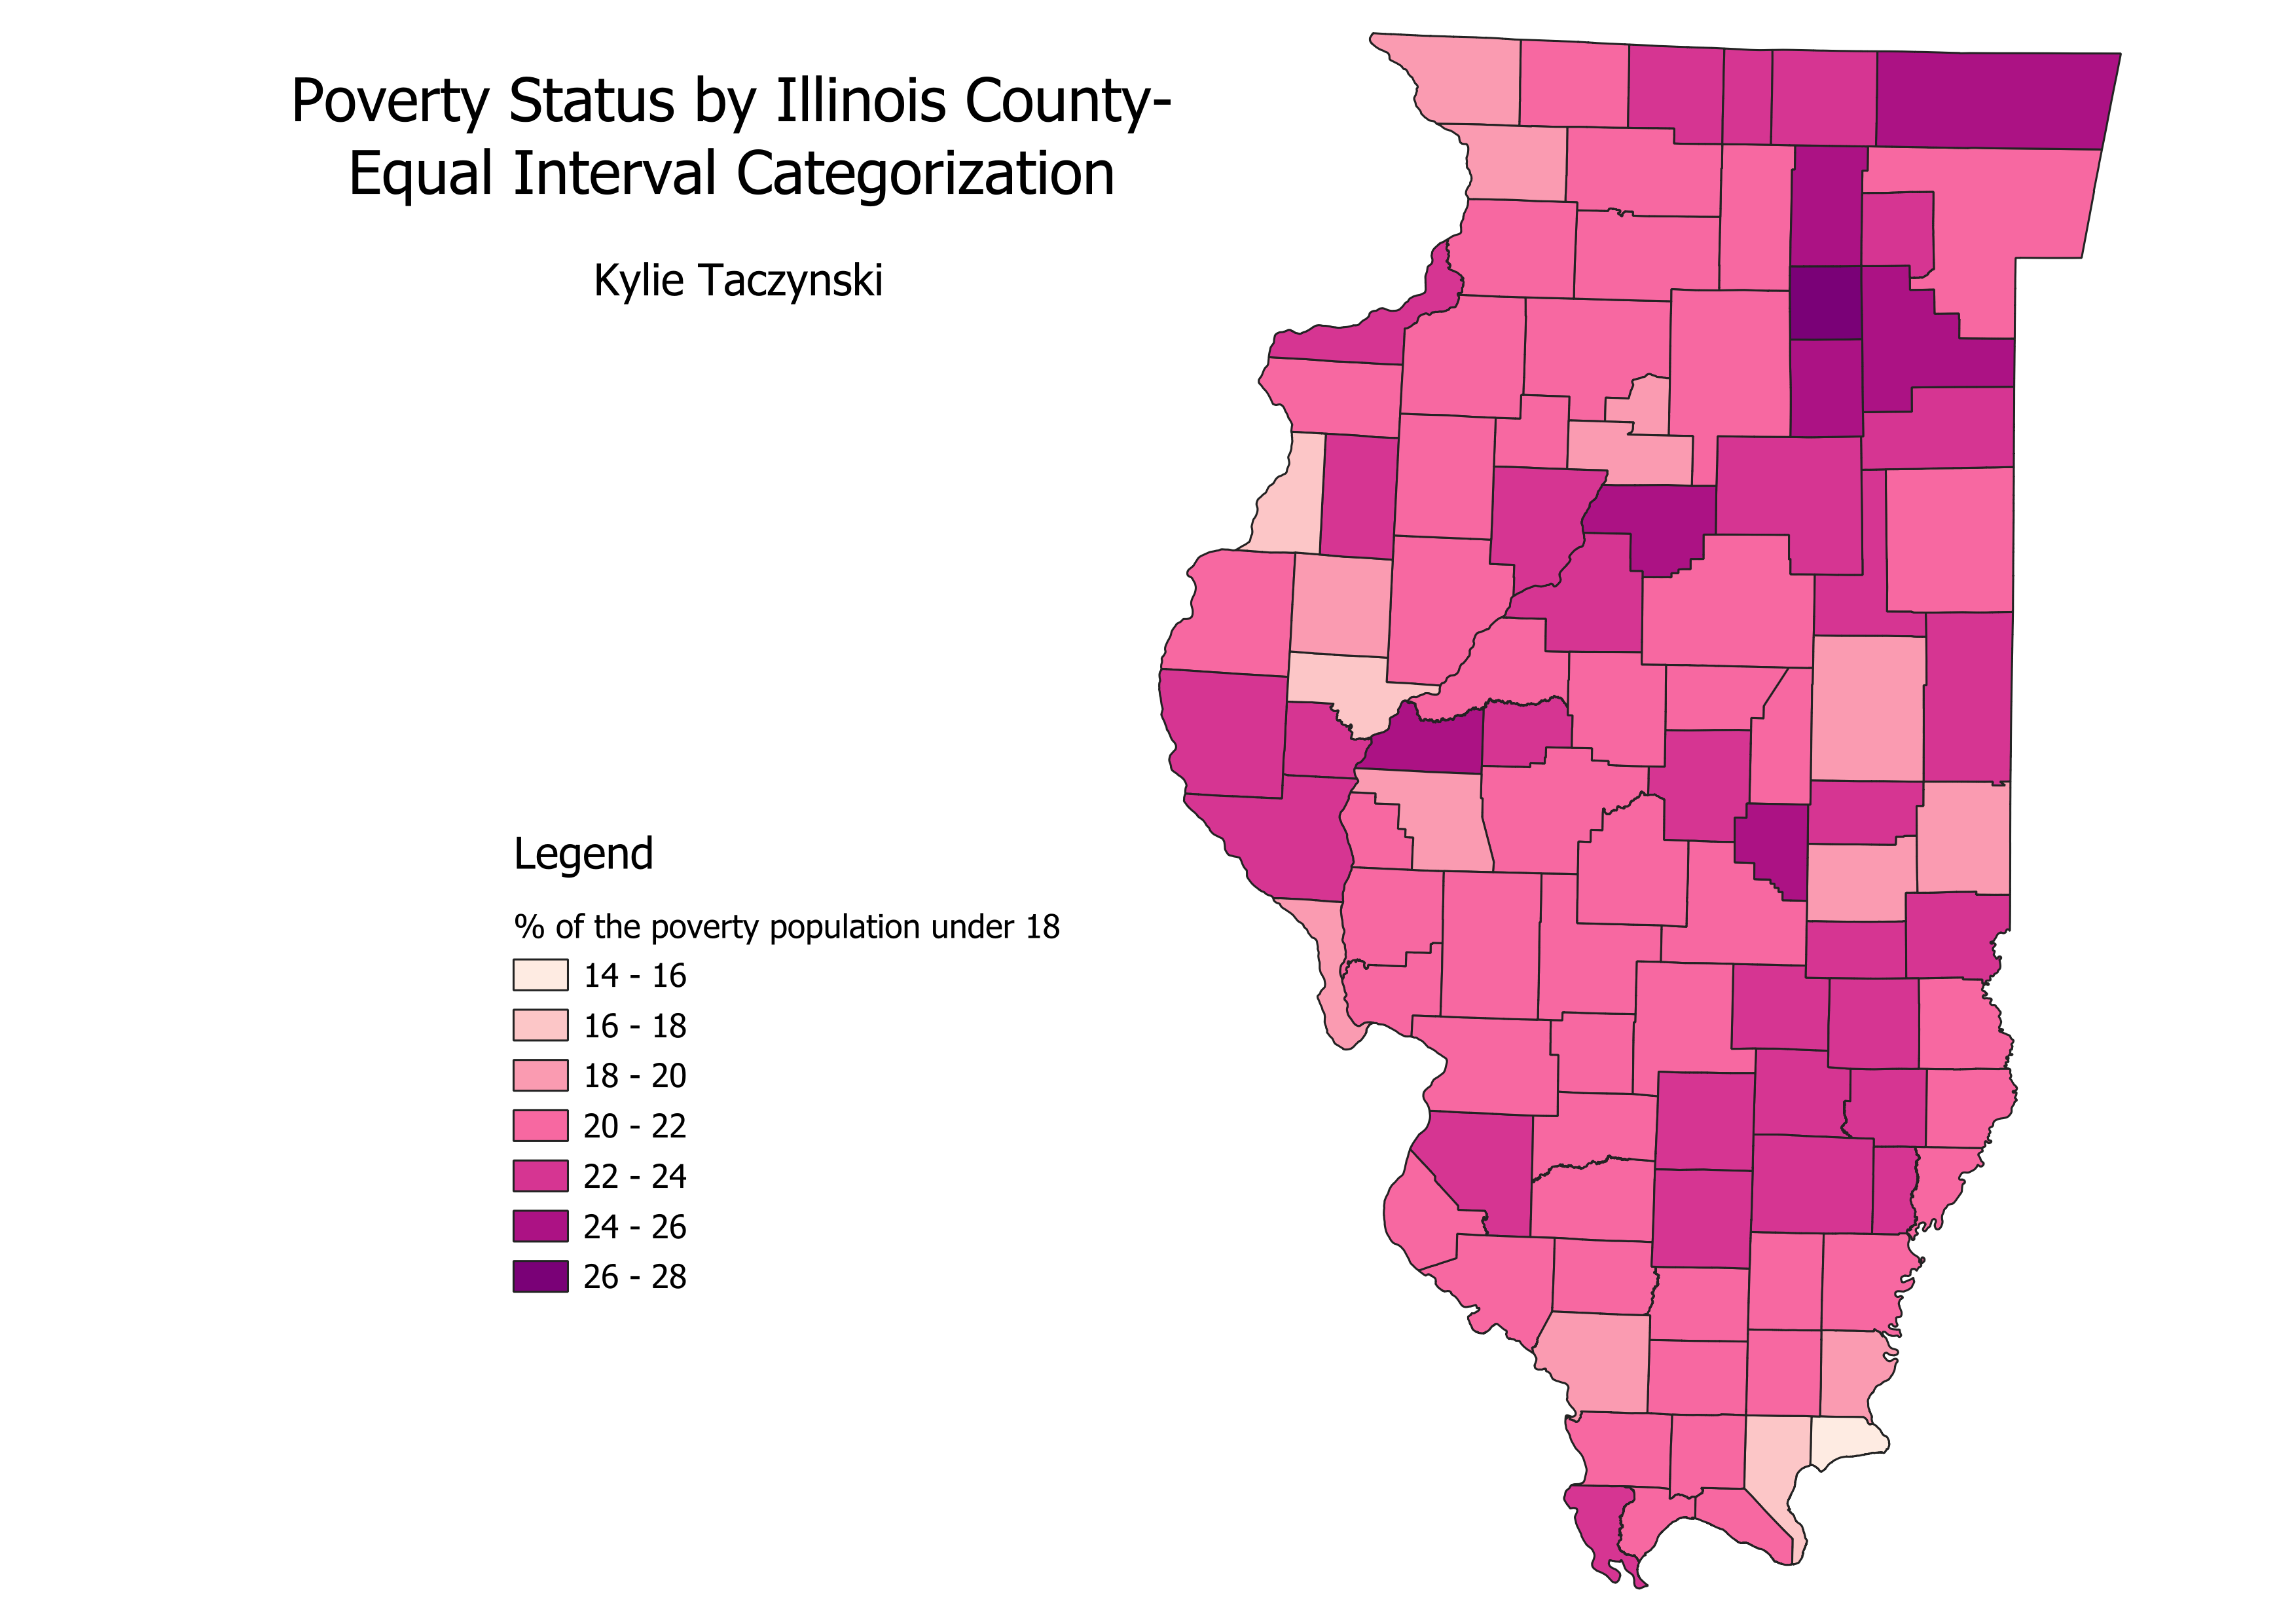 Poverty Status by Illinois County-
Equal Interval Categorization
Kylie Taczynski
Legend
% of the poverty population under 18
14 - 16
16 - 18
18 - 20
20 - 22
22 - 24
24 - 26
26 - 28